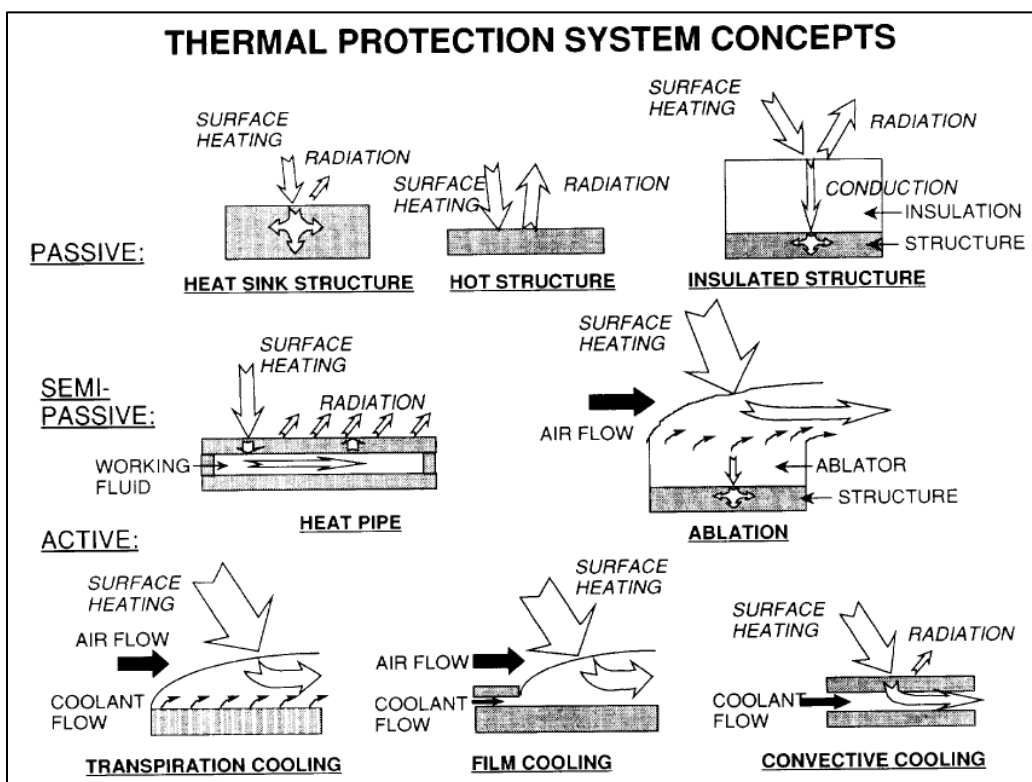 THERMAL PROTECTION SYSTEM CONCEPTS
PASSIVE:
SURFACE
HEATING
RADIATION
HEAT SINK STRUCTURE
SURFACE
HEATING
RADIATION
HOT STRUCTURE
SURFACE
HEATING
RADIATION
CONDUCTION
INSULATION
STRUCTURE
INSULATED STRUCTURE
SEMI-
PASSIVE:
SURFACE
HEATING
RADIATION
WORKING
FLUID
HEAT PIPE
SURFACE
HEATING
AIR FLOW
ABLATOR
STRUCTURE
ABLATION
ACTIVE:
SURFACE
HEATING
AIR FLOW
COOLANT
FLOW
TRANSPIRATION COOLING
SURFACE
HEATING
AIR FLOW
COOLANT
FLOW
FILM COOLING
SURFACE
HEATING
RADIATION
COOLANT
FLOW
CONVECTIVE COOLING